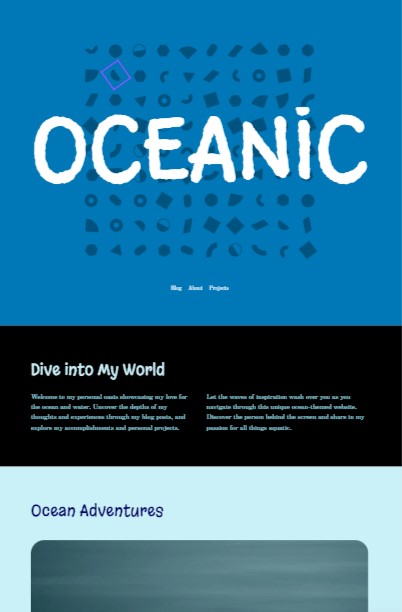 OCEANIC
Blog About Projects
Dive into My World
Welcome to my personal oasis showcasing my love for
the ocean and water. Uncover the depths of my
thoughts and experiences through my blog posts, and
explore my accomplishments and personal projects.
Let the waves of inspiration wash over you as you
navigate through this unique ocean-themed website.
Discover the person behind the screen and share in my
passion for all things aquatic.
Ocean Adventures